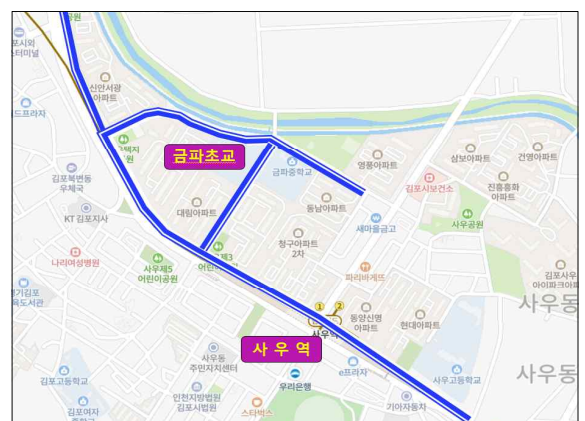 공원
신안서광
아파트
김포북변동
우체국
KT 김포지사
나리여성병원
금파초교
금파중학교
대림아파트
영풍아파트
동남아파트
김포시보건소
삼보아파트
건영아파트
진흥흥화
아파트
새마을금고
사우공원
청구아파트
2차
파리바게뜨
사우제5
어린이공원
김포사우
아이파크아파
사우동
1
2
동양신명
아파트
현대아파트
사우역
사우동
주민자치센터
e프라자
우리은행
사우고등학교
사우동
김포고등학교
김포여자
인천지방법원
김포시법원
스타벅스
기아자동차